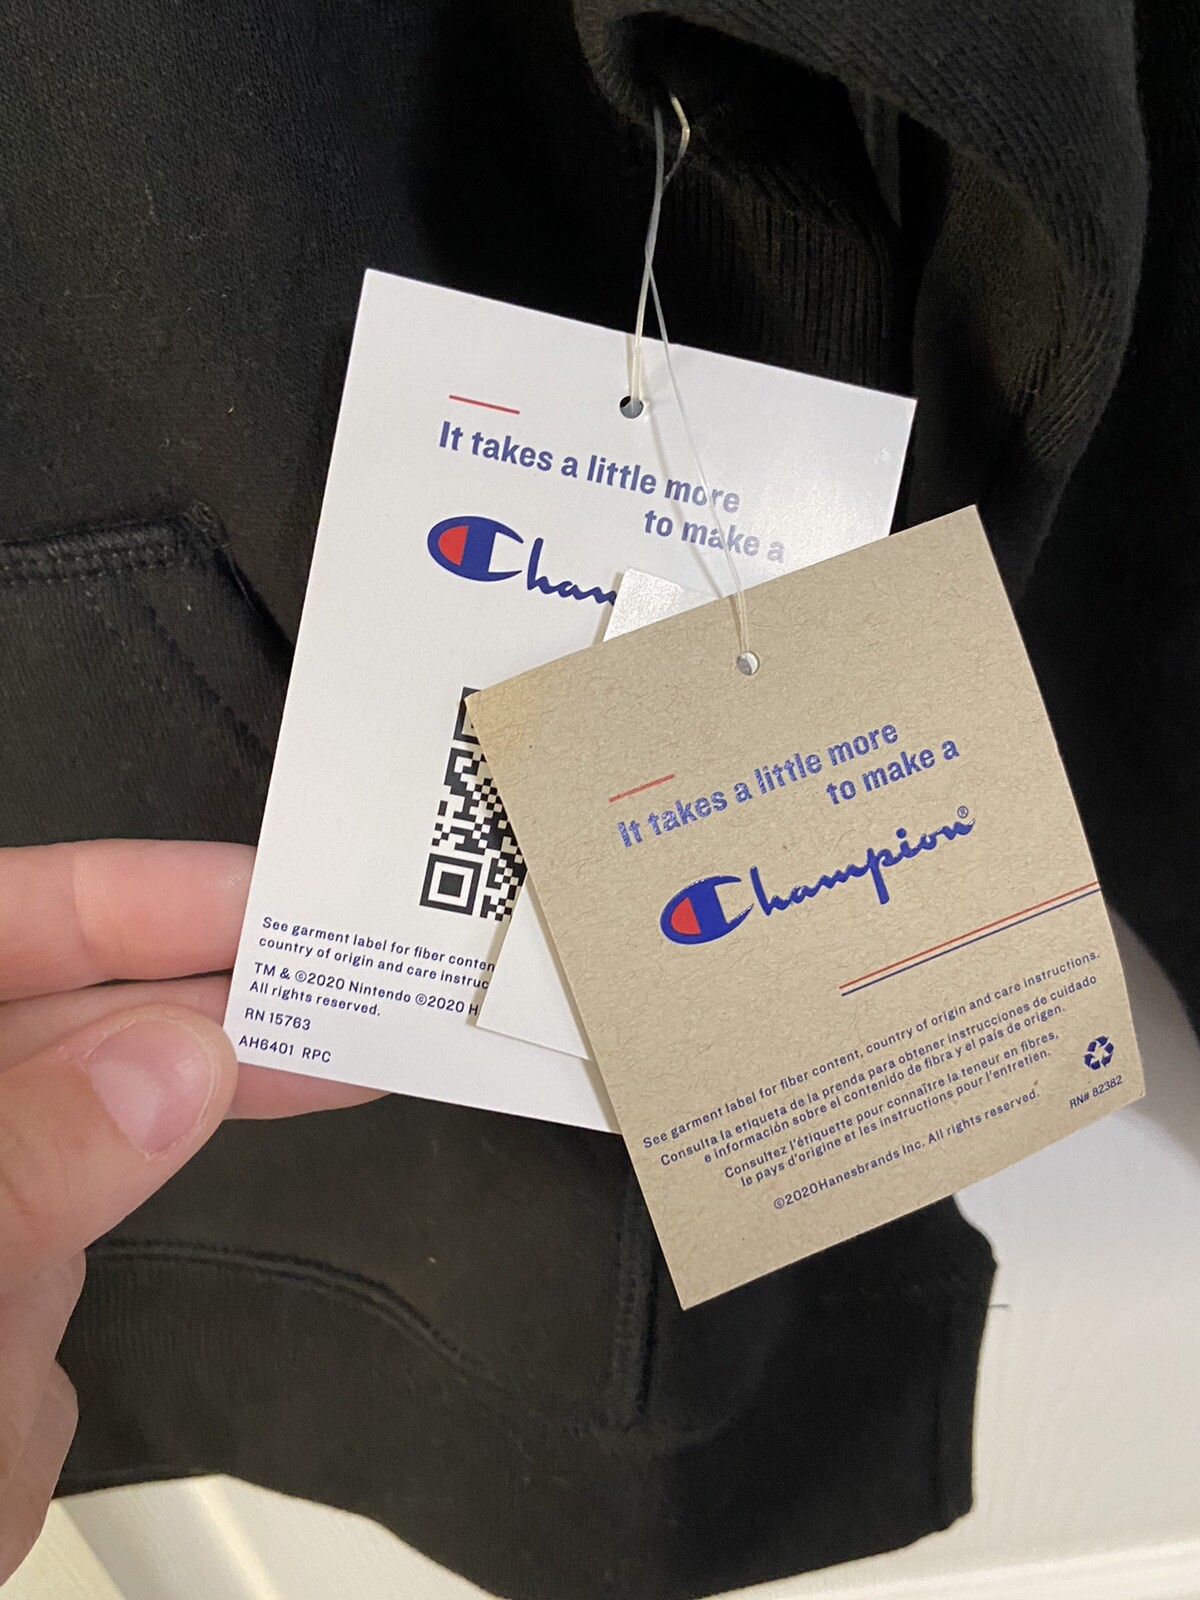 It takes a little more
to make a
Cham
See garment label for fiber conten
country of origin and care instruc
TM & ©2020 Nintendo ©2020 H
All rights reserved.
RN 15763
AH6401 RPC
It takes a little more
to make a
Champion®
See garment label for fiber content, country of origin and care instructions.
Consulta la etiqueta de la prenda para obtener instrucciones de cuidado
e información sobre el contenido de fibra y el país de origen.
Consultez l'étiquette pour connaître la teneur en fibres,
le pays d'origine et les instructions pour l'entretien.
©2020 Hanesbrands Inc. All rights reserved.
RN# 82382